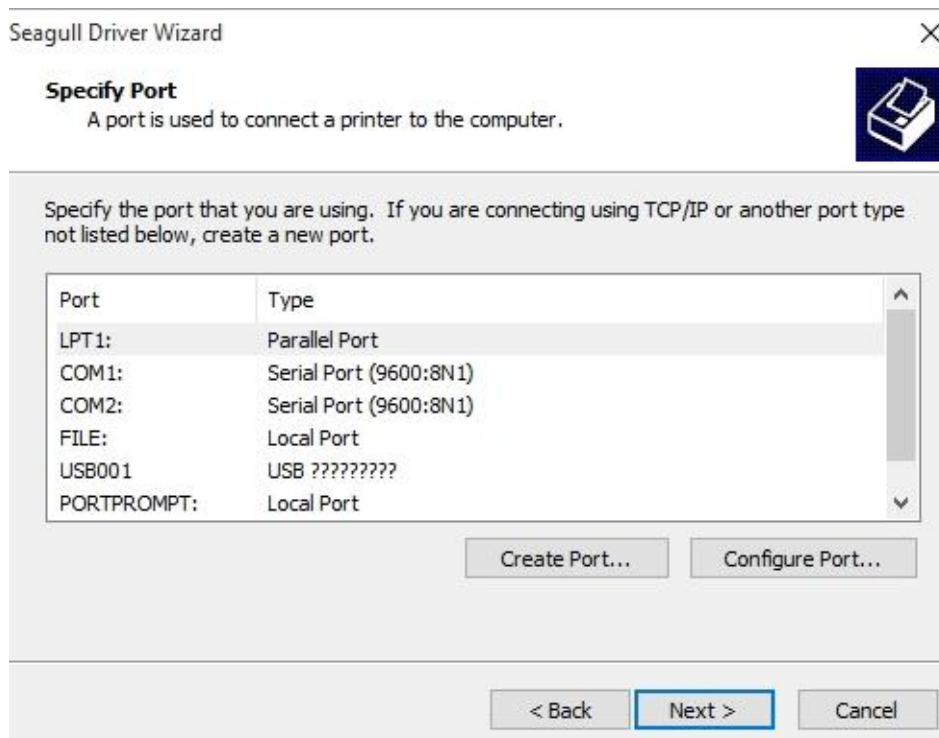 Seagull Driver Wizard
Specify Port
A port is used to connect a printer to the computer.
Specify the port that you are using.  If you are connecting using TCP/IP or another port type
not listed below, create a new port.
Port Type
LPT1: Parallel Port
COM1: Serial Port (9600:8N1)
COM2: Serial Port (9600:8N1)
FILE: Local Port
USB001 USB ?????????
PORTPROMPT: Local Port
Create Port... Configure Port...
< Back Next > Cancel